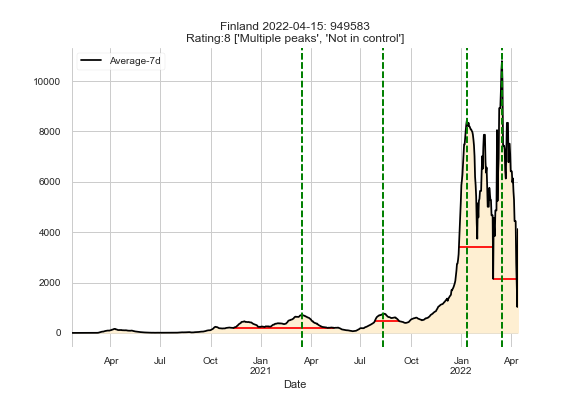 Finland 2022-04-15: 949583
Rating:8 ['Multiple peaks', 'Not in control']
Average-7d
10000
8000
6000
4000
2000
0
Apr Jul Oct Jan Apr Jul Oct Jan Apr
2021 2022
Date